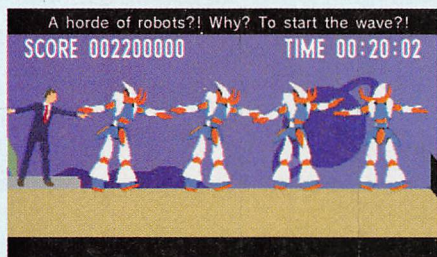 A horde of robots?! Why? To start the wave?!
SCORE 002200000 TIME 00:20:02